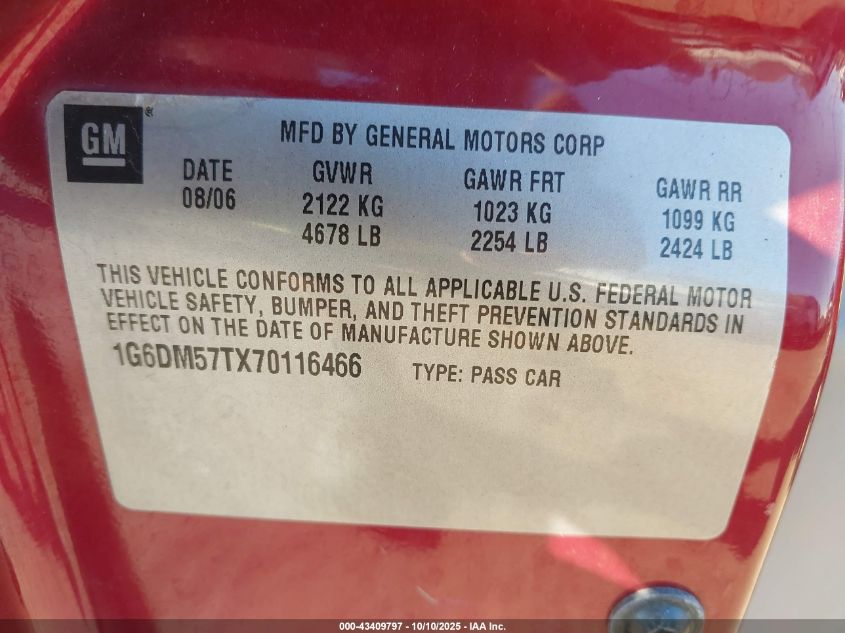 GM ®
MFD BY GENERAL MOTORS CORP
DATE GVWR GAWR FRT GAWR RR
08/06 2122 KG 1023 KG 1099 KG
4678 LB 2254 LB 2424 LB
THIS VEHICLE CONFORMS TO ALL APPLICABLE U.S. FEDERAL MOTOR
VEHICLE SAFETY, BUMPER, AND THEFT PREVENTION STANDARDS IN
EFFECT ON THE DATE OF MANUFACTURE SHOWN ABOVE.
1G6DM57TX70116466 TYPE: PASS CAR
000-43409797 - 10/10/2025 - IAA Inc.